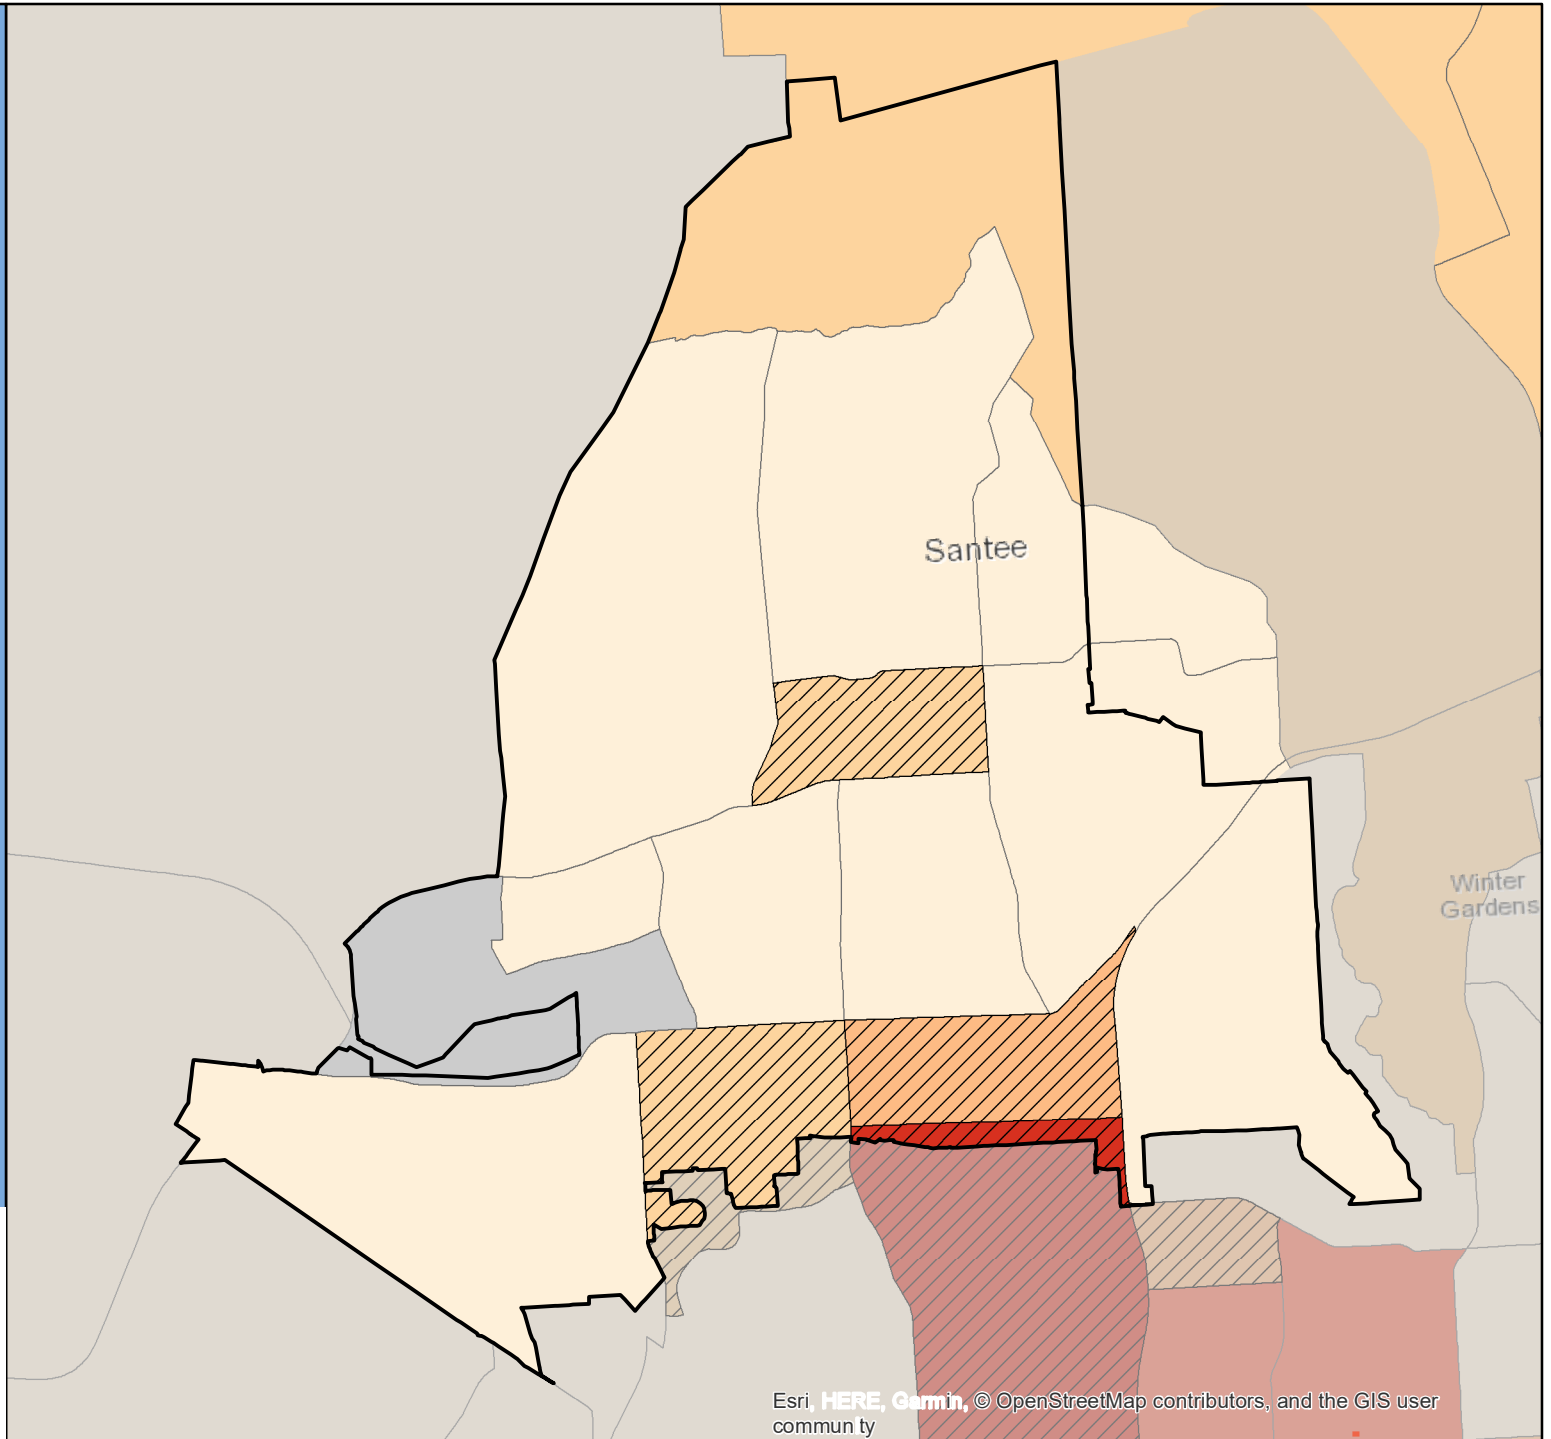 Santee
Winter
Gardens
Esri, HERE, Garmin, © OpenStreetMap contributors, and the GIS user
community